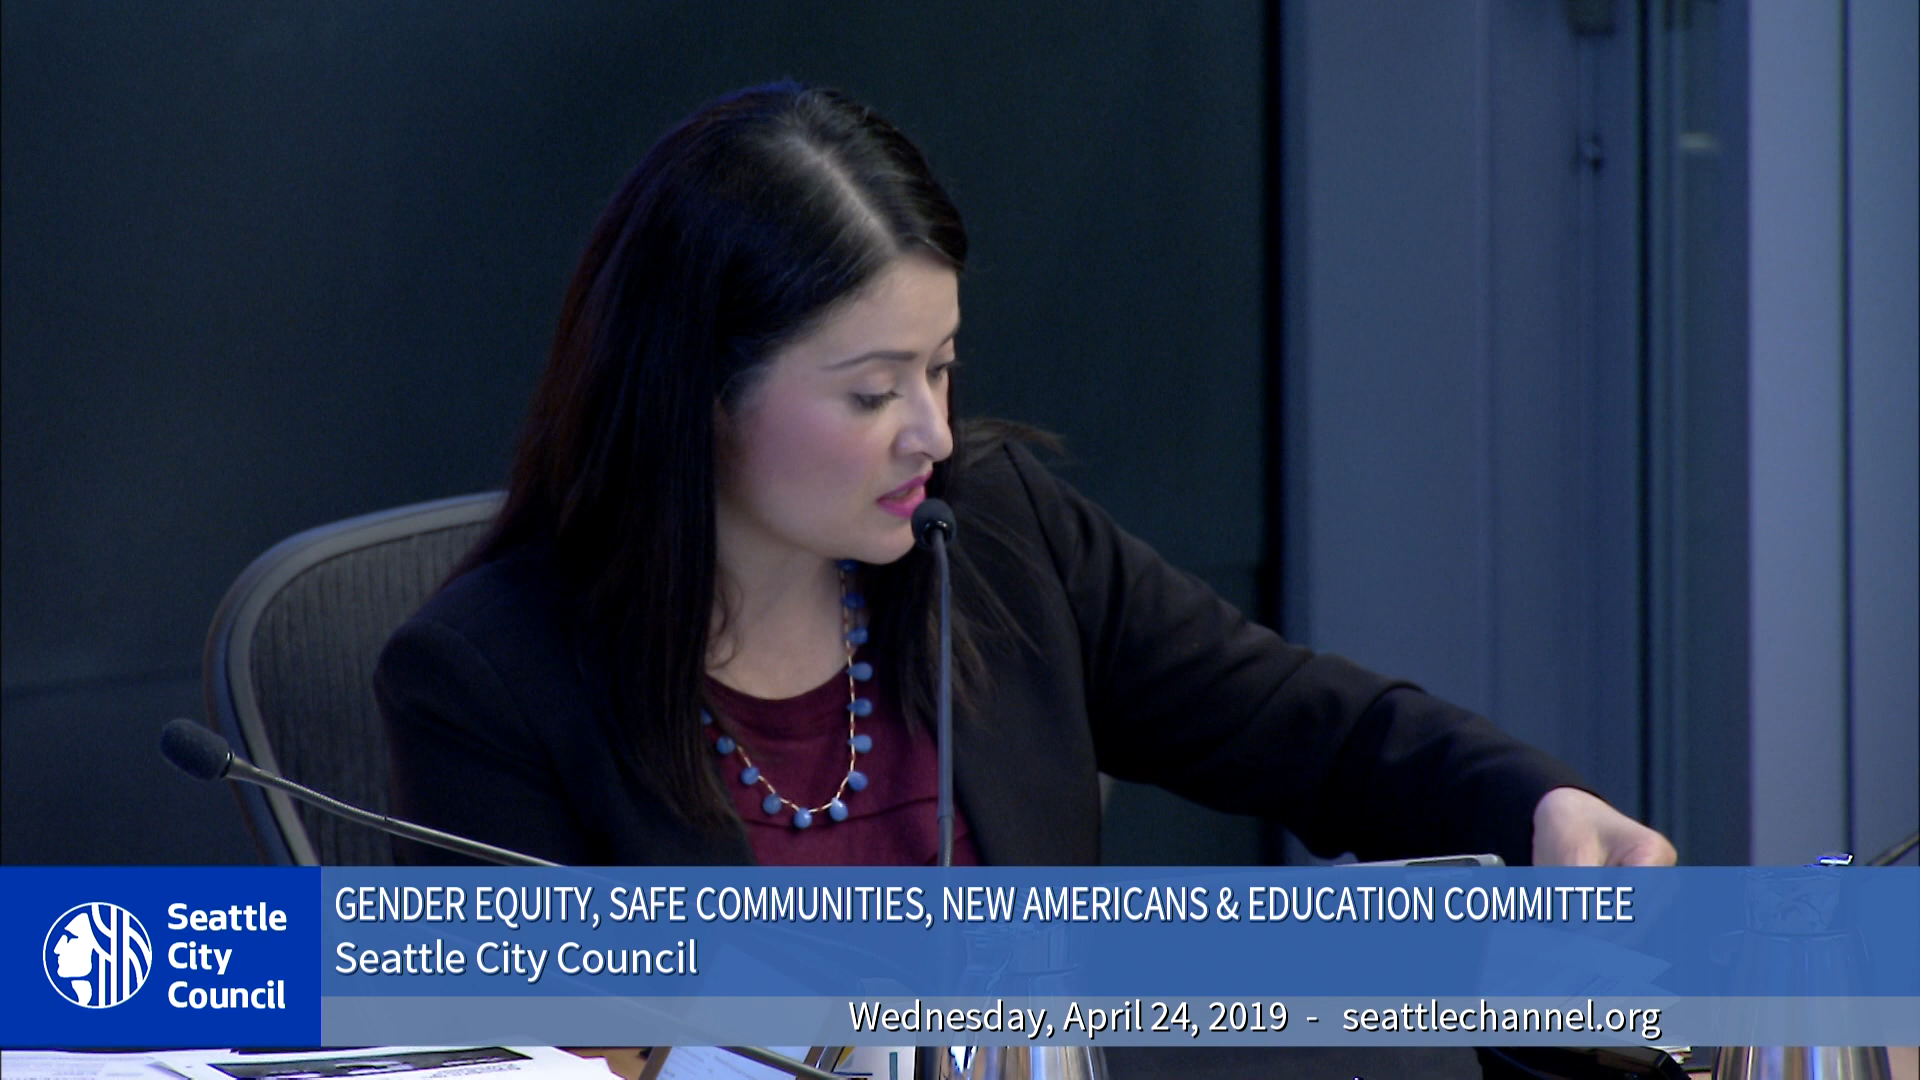 Seattle
City
Council
GENDER EQUITY, SAFE COMMUNITIES, NEW AMERICANS & EDUCATION COMMITTEE
Seattle City Council
Wednesday, April 24, 2019 - seattlechannel.org